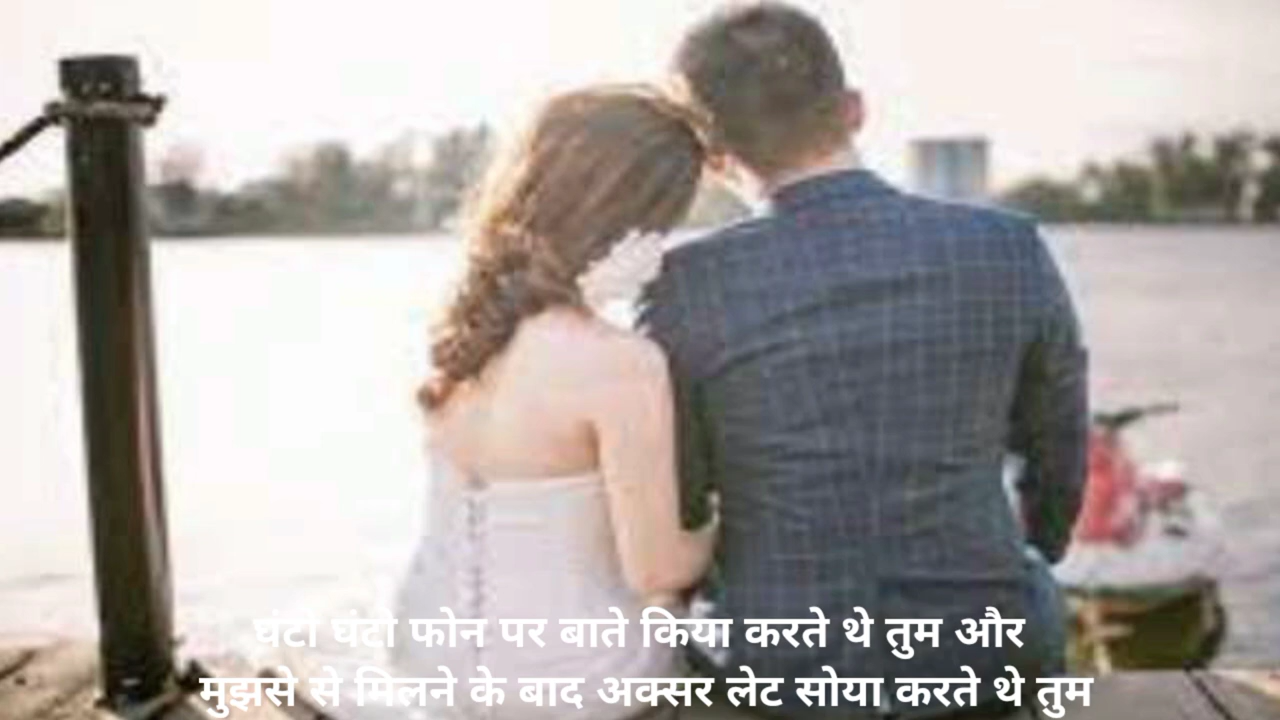 घंटो घंटो फोन पर बाते किया करते थे तुम और
मुझसे से मिलने के बाद अक्सर लेट सोया करते थे तुम